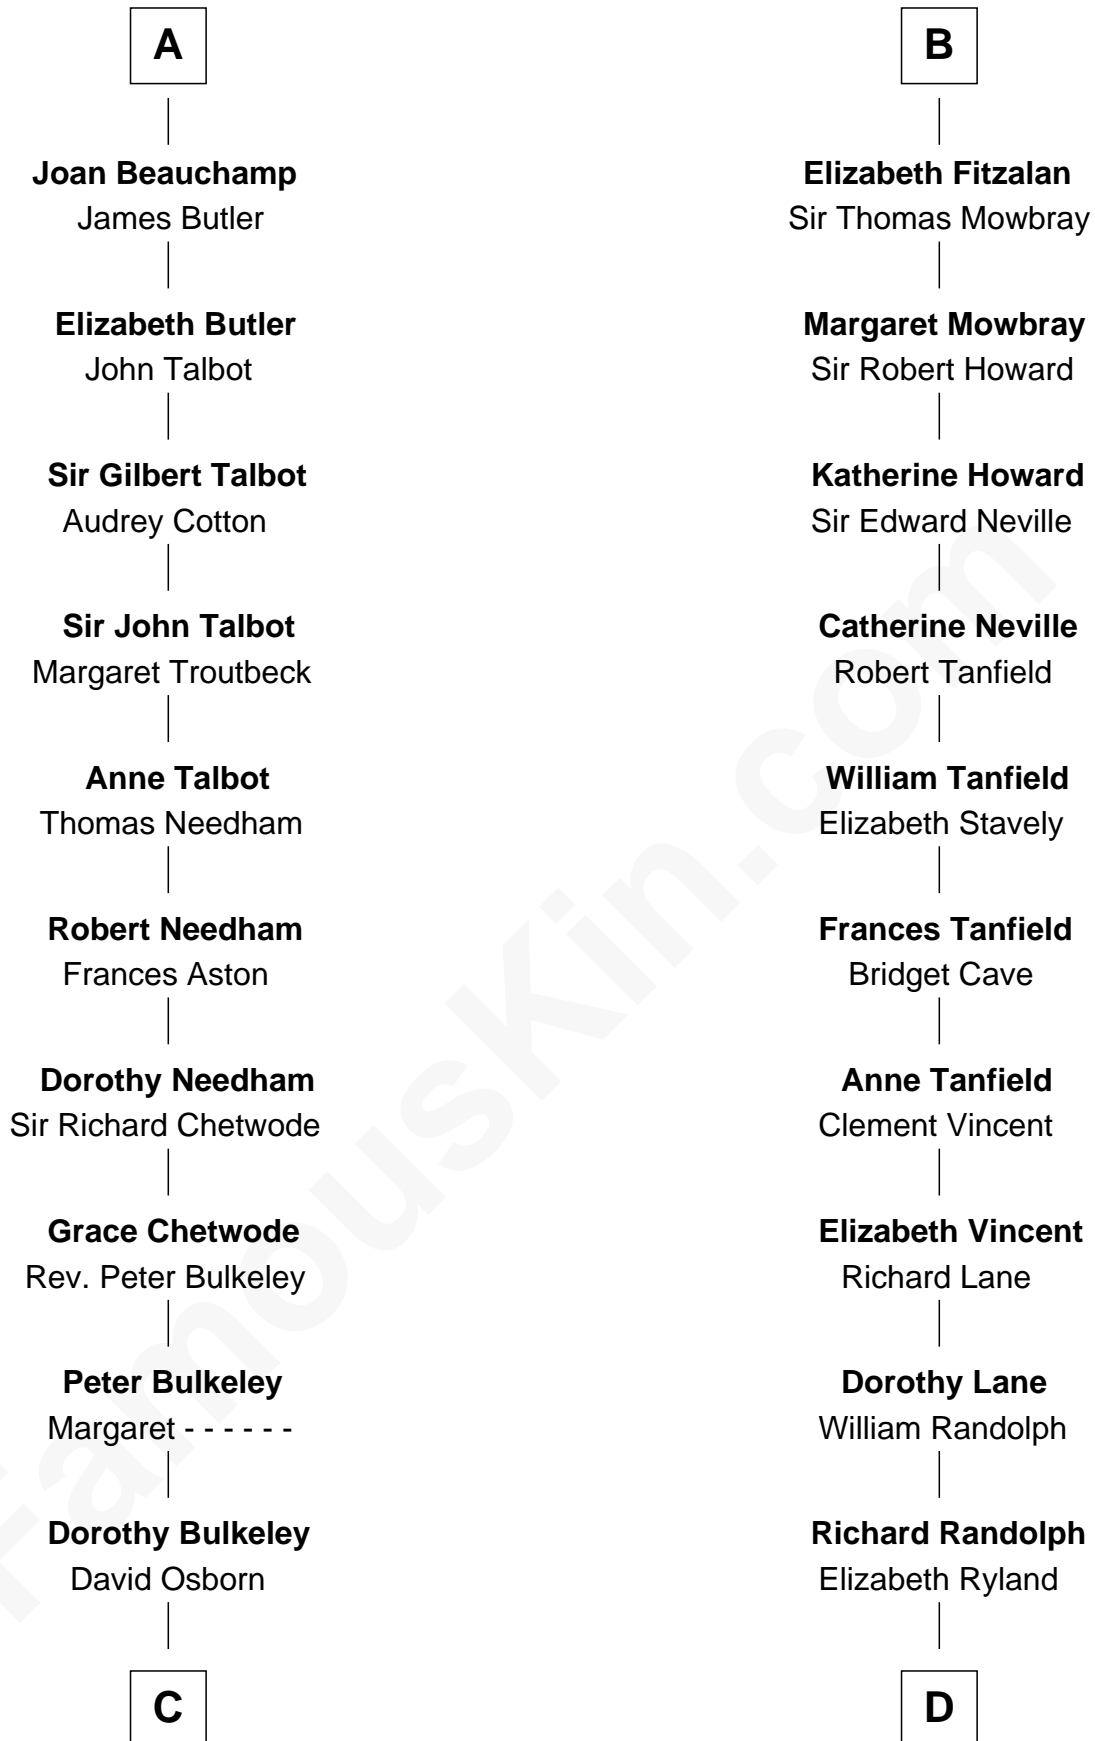 A
Joan Beauchamp
James Butler
Elizabeth Butler
John Talbot
Sir Gilbert Talbot
Audrey Cotton
Sir John Talbot
Margaret Troutbeck
Anne Talbot
Thomas Needham
Robert Needham
Frances Aston
Dorothy Needham
Sir Richard Chetwode
Grace Chetwode
Rev. Peter Bulkeley
Peter Bulkeley
Margaret - - - - - -
Dorothy Bulkeley
David Osborn
C
B
Elizabeth Fitzalan
Sir Thomas Mowbray
Margaret Mowbray
Sir Robert Howard
Katherine Howard
Sir Edward Neville
Catherine Neville
Robert Tanfield
William Tanfield
Elizabeth Stavely
Frances Tanfield
Bridget Cave
Anne Tanfield
Clement Vincent
Elizabeth Vincent
Richard Lane
Dorothy Lane
William Randolph
Richard Randolph
Elizabeth Ryland
D
FamousKin.com